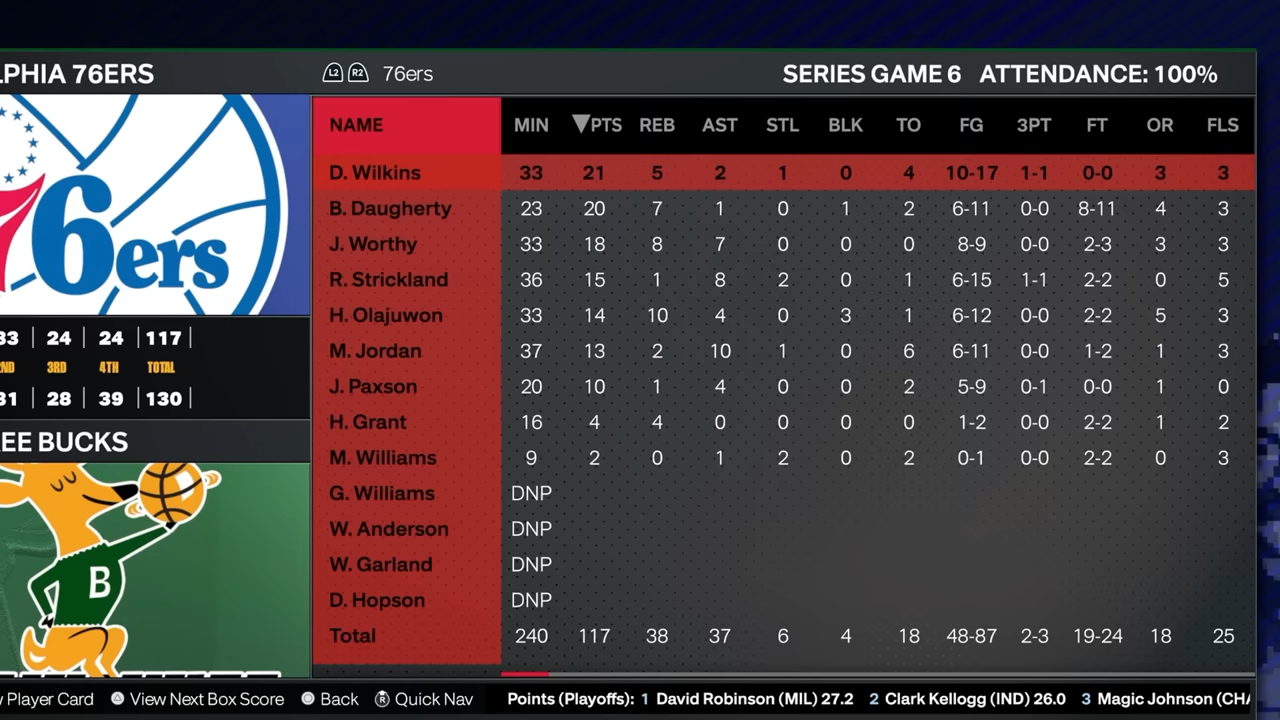 LPHIA 76ERS
L2 R2 76ers
SERIES GAME 6 ATTENDANCE: 100%
76ers
33 24 24 117
ND 3RD 4TH TOTAL
31 28 39 130
EE BUCKS
B
NAME MIN PTS REB AST STL BLK TO FG 3PT FT OR FLS
D. Wilkins 33 21 5 2 1 0 4 10-17 1-1 0-0 3 3
B. Daugherty 23 20 7 1 0 1 2 6-11 0-0 8-11 4 3
J. Worthy 33 18 8 7 0 0 0 8-9 0-0 2-3 3 3
R. Strickland 36 15 1 8 2 0 1 6-15 1-1 2-2 0 5
H. Olajuwon 33 14 10 4 0 3 1 6-12 0-0 2-2 5 3
M. Jordan 37 13 2 10 1 0 6 6-11 0-0 1-2 1 3
J. Paxson 20 10 1 4 0 0 2 5-9 0-1 0-0 1 0
H. Grant 16 4 4 0 0 0 0 1-2 0-0 2-2 1 2
M. Williams 9 2 0 1 2 0 2 0-1 0-0 2-2 0 3
G. Williams DNP
W. Anderson DNP
W. Garland DNP
D. Hopson DNP
Total 240 117 38 37 6 4 18 48-87 2-3 19-24 18 25
w Player Card View Next Box Score Back R Quick Nav
Points (Playoffs): 1 David Robinson (MIL) 27.2 2 Clark Kellogg (IND) 26.0 3 Magic Johnson (CHA